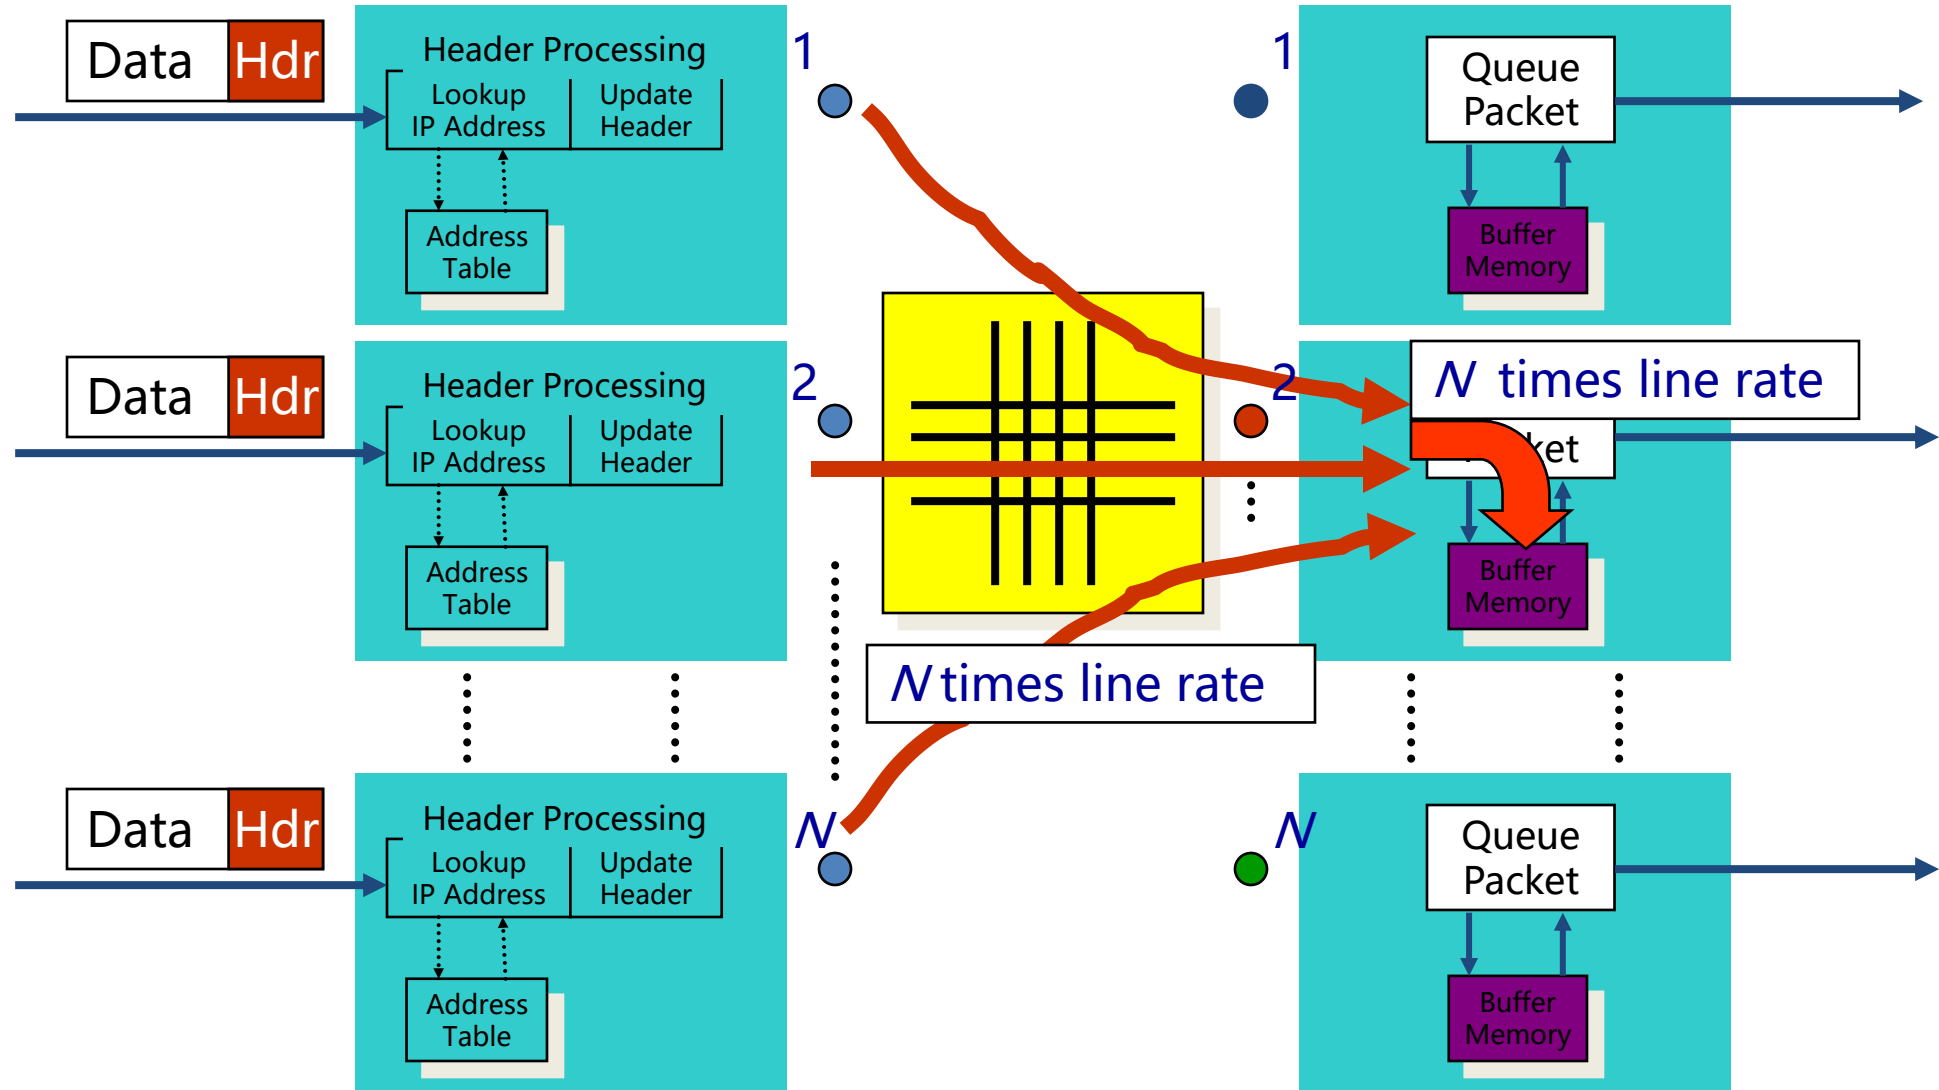 Data Hdr
Header Processing
Lookup
IP Address
Update
Header
Address
Table
1
1
Queue
Packet
Buffer
Memory
Data Hdr
Header Processing
Lookup
IP Address
Update
Header
Address
Table
2
2
N times line rate
Buffer
Memory
N times line rate
Data Hdr
Header Processing
Lookup
IP Address
Update
Header
Address
Table
N
N
Queue
Packet
Buffer
Memory